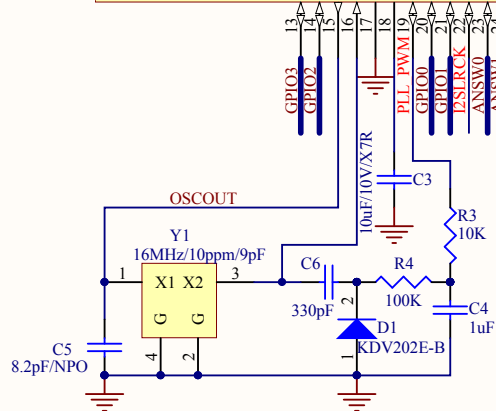 13
14
15
16
17
18
19
20
21
22
23
GPIO3
GPIO2
PLL_PWM
GPIO0
GPIO1
I2SLRCK
ANSW0
ANSW1
10uF/10V/X7R
C3
OSCOUT
Y1
16MHz/10ppm/9pF
1
X1 X2
3
G
G
4
2
C5
8.2pF/NPO
C6
330pF
R4
100K
R3
10K
C4
1uF
2
D1
KDV202E-B
1